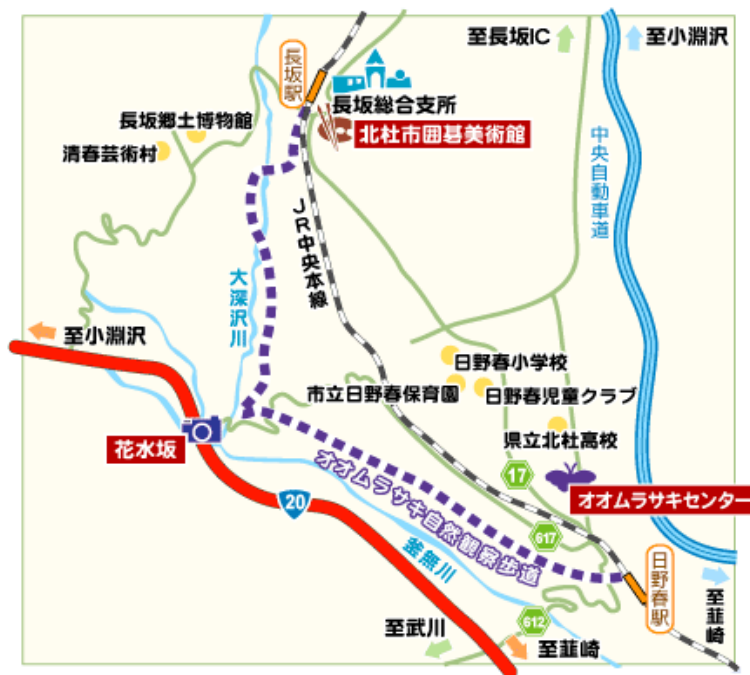 至長坂IC
至小淵沢
長坂駅
長坂総合支所
北杜市囲碁美術館
長坂郷土博物館
清春芸術村
中央自動車道
JR中央本線
大深沢川
至小淵沢
日野春小学校
市立日野春保育園
日野春児童クラブ
県立北杜高校
花水坂
17
オオムラサキセンター
20
オオムラサキ自然観察歩道
617
釜無川
日野春駅
至韮崎
612
至武川
至韮崎